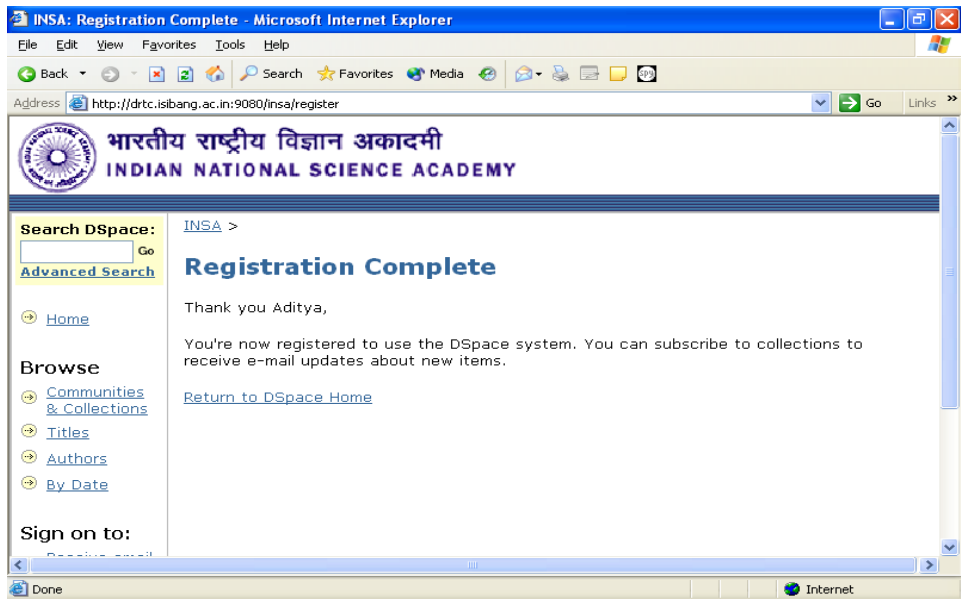 INSA: Registration Complete - Microsoft Internet Explorer
File Edit View Favorites Tools Help
Back Search Favorites Media
Address http://drtc.isibang.ac.in:9080/insa/register Go Links »
भारतीय राष्ट्रीय विज्ञान अकादमी
INDIAN NATIONAL SCIENCE ACADEMY
Search DSpace:
Go
Advanced Search
Home
Browse
Communities
& Collections
Titles
Authors
By Date
Sign on to:
INSA >
Registration Complete
Thank you Aditya,
You're now registered to use the DSpace system. You can subscribe to collections to
receive e-mail updates about new items.
Return to DSpace Home
Done Internet